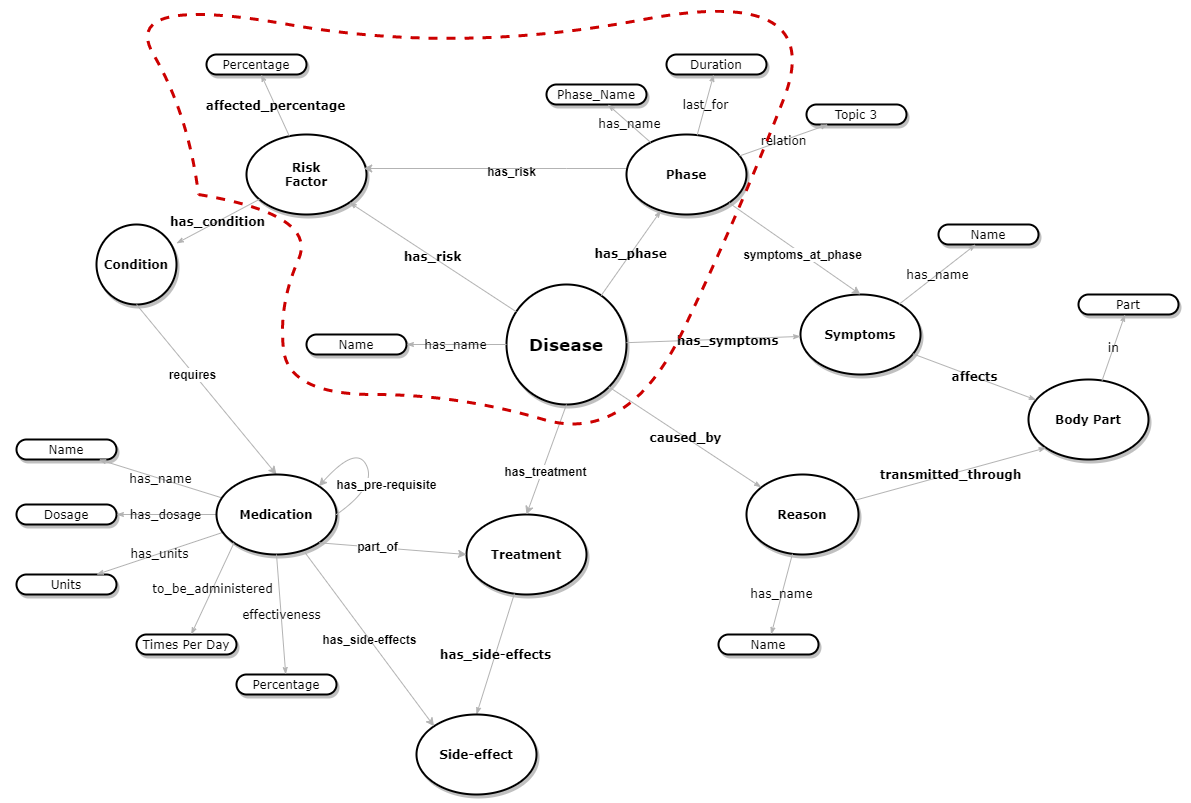 Percentage
Duration
Phase_Name
affected_percentage
last_for
Topic 3
has_name
relation
Risk
Factor
has_risk
Phase
has_condition
Name
has_phase
symptoms_at_phase
has_risk
Condition
has_name
Part
Name
has_name
Disease
has_symptoms
Symptoms
in
requires
affects
Body Part
caused_by
Name
has_name
has_pre-requisite
has_treatment
transmitted_through
Dosage
has_dosage
Medication
Reason
has_units
part_of
Treatment
Units
to_be_administered
has_name
effectiveness
Times Per Day
has_side-effects
has_side-effects
Name
Percentage
Side-effect